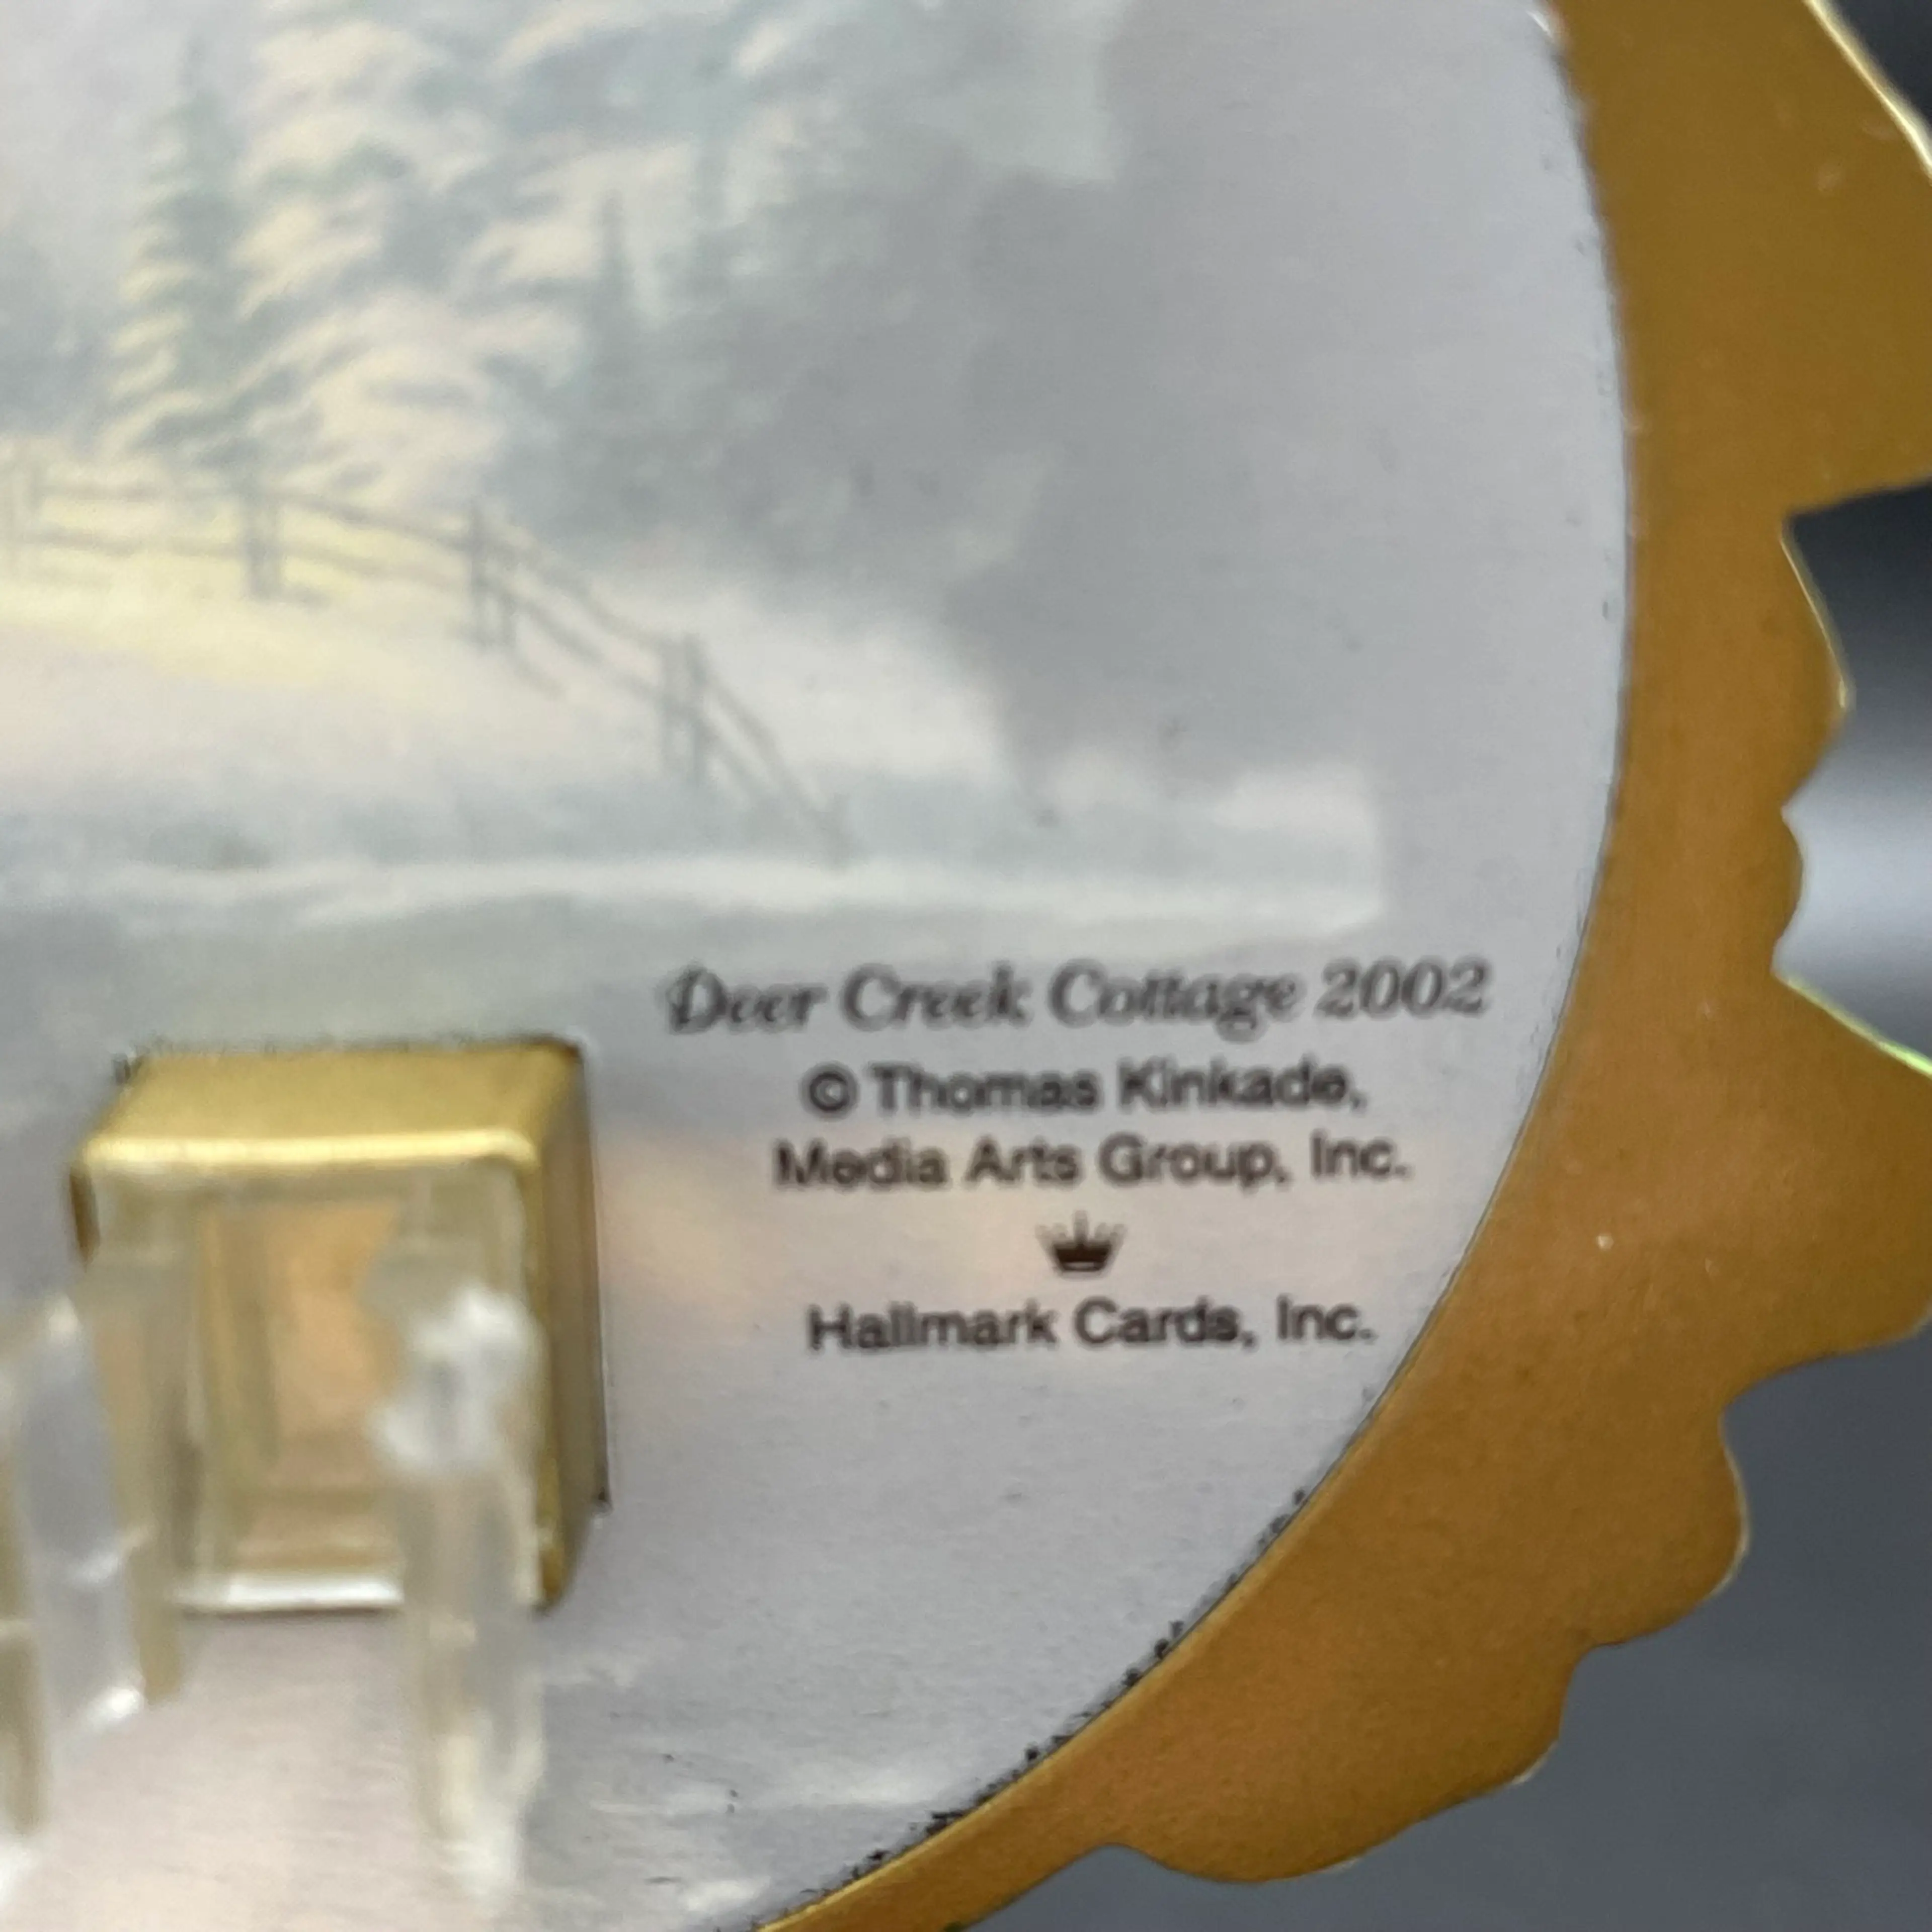 Deer Creek Cottage 2002
© Thomas Kinkade,
Media Arts Group, Inc.
Hallmark Cards, Inc.